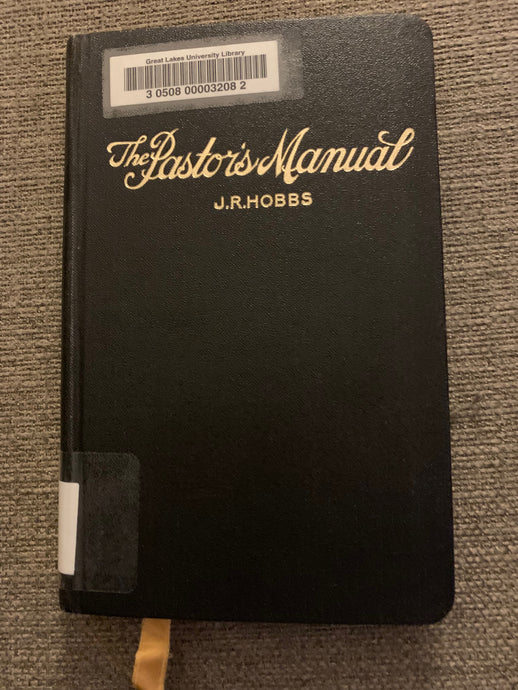 Great Lakes University Library
3 0508 00003208 2
The Pastor's Manual
J.R.HOBBS